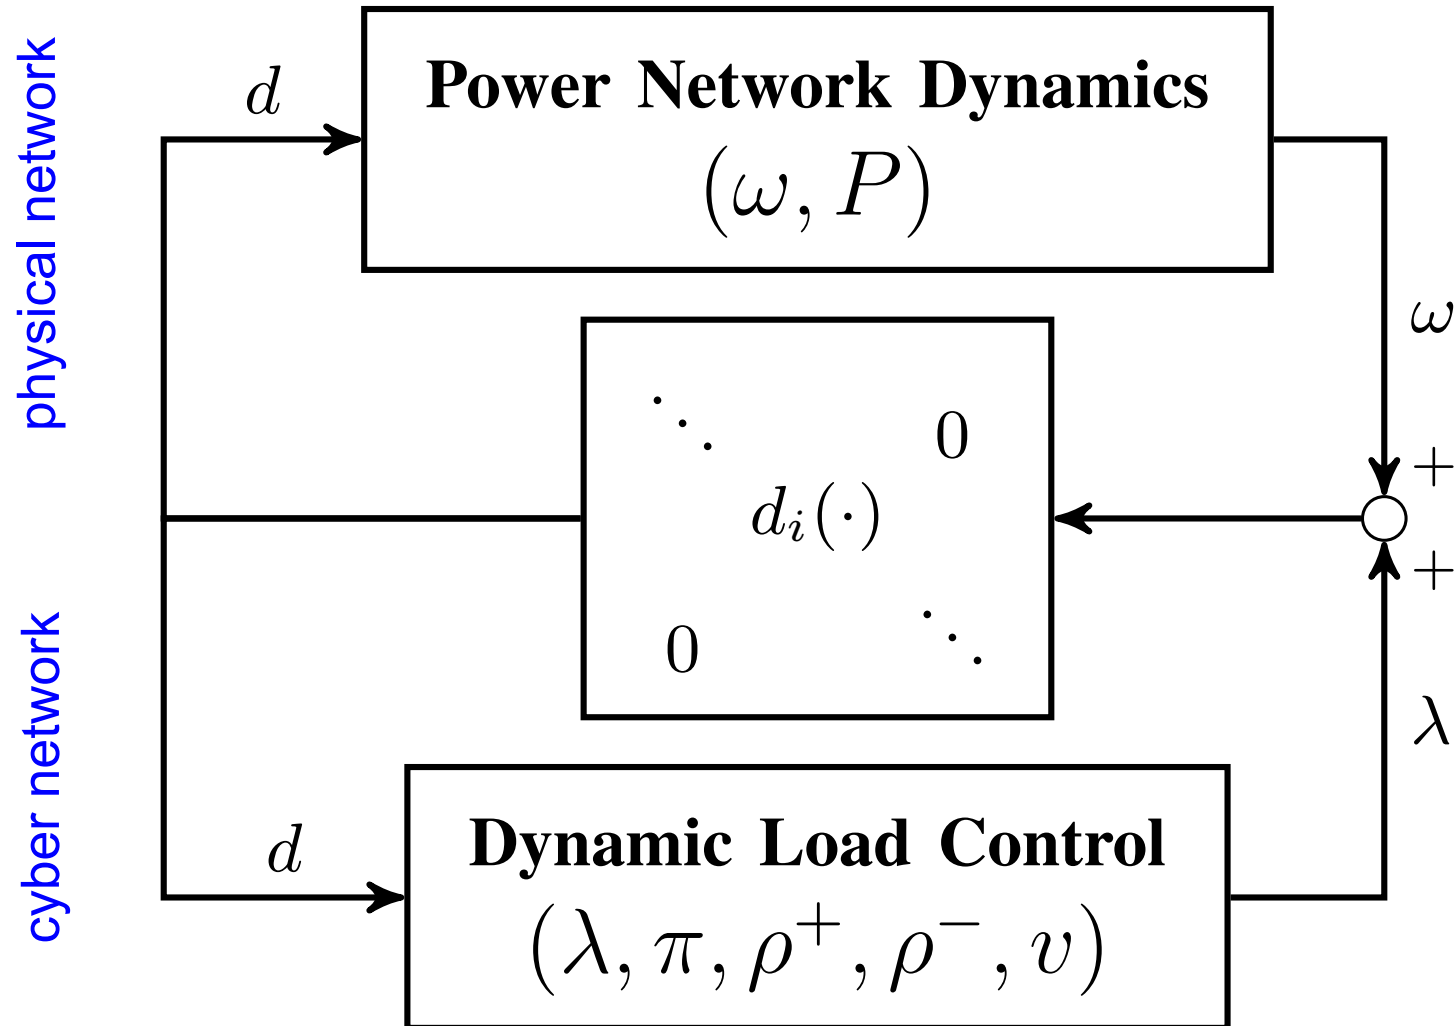 physical network
d
Power Network Dynamics
(ω, P)
ω
+
⋱ 0
d_i(·)
0 ⋱
+
λ
cyber network
d
Dynamic Load Control
(λ, π, ρ⁺, ρ⁻, υ)